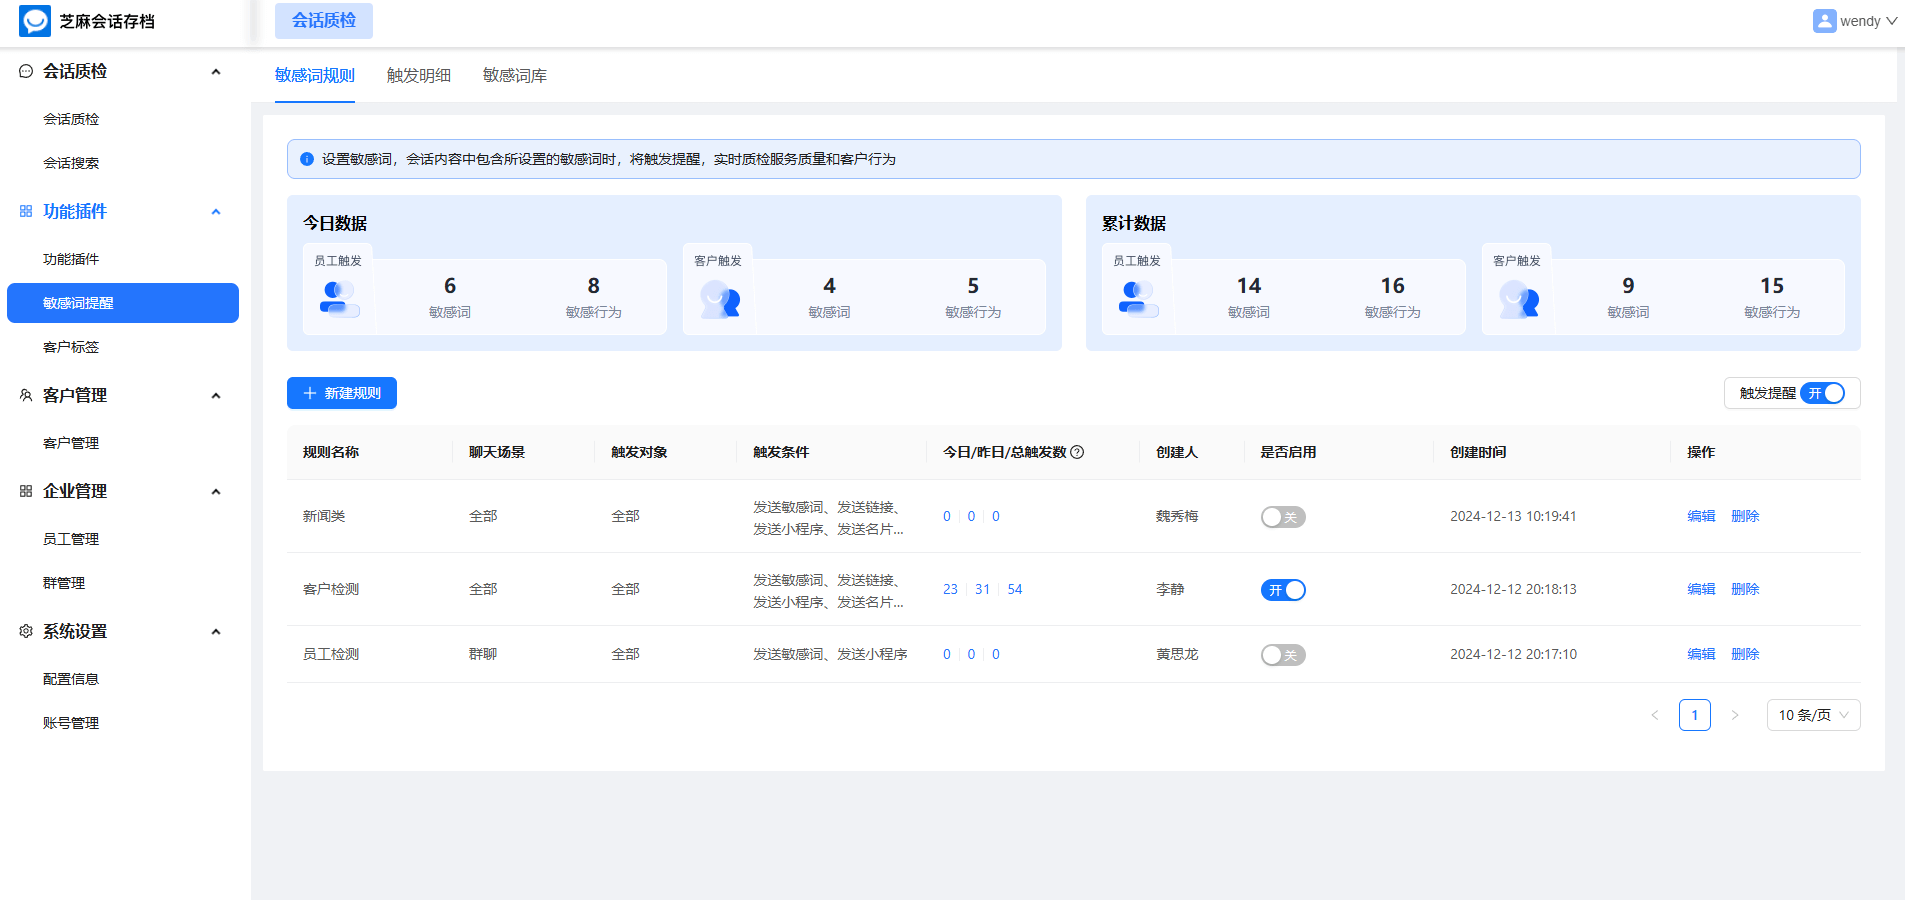 芝麻会话存档
会话质检
wendy
会话质检
会话质检
会话搜索
功能插件
功能插件
敏感词提醒
客户标签
客户管理
客户管理
企业管理
员工管理
群管理
系统设置
配置信息
账号管理
敏感词规则 触发明细 敏感词库
设置敏感词，会话内容中包含所设置的敏感词时，将触发提醒，实时质检服务质量和客户行为
今日数据
员工触发
6 8
敏感词 敏感行为
客户触发
4 5
敏感词 敏感行为
累计数据
员工触发
14 16
敏感词 敏感行为
客户触发
9 15
敏感词 敏感行为
新建规则
触发提醒 开
规则名称 聊天场景 触发对象 触发条件 今日/昨日/总触发数 创建人 是否启用 创建时间 操作
新闻类 全部 全部 发送敏感词、发送链接、
发送小程序、发送名片... 0 0 0 魏秀梅 关 2024-12-13 10:19:41 编辑 删除
客户检测 全部 全部 发送敏感词、发送链接、
发送小程序、发送名片... 23 31 54 李静 开 2024-12-12 20:18:13 编辑 删除
员工检测 群聊 全部 发送敏感词、发送小程序 0 0 0 黄思龙 关 2024-12-12 20:17:10 编辑 删除
1 10 条/页